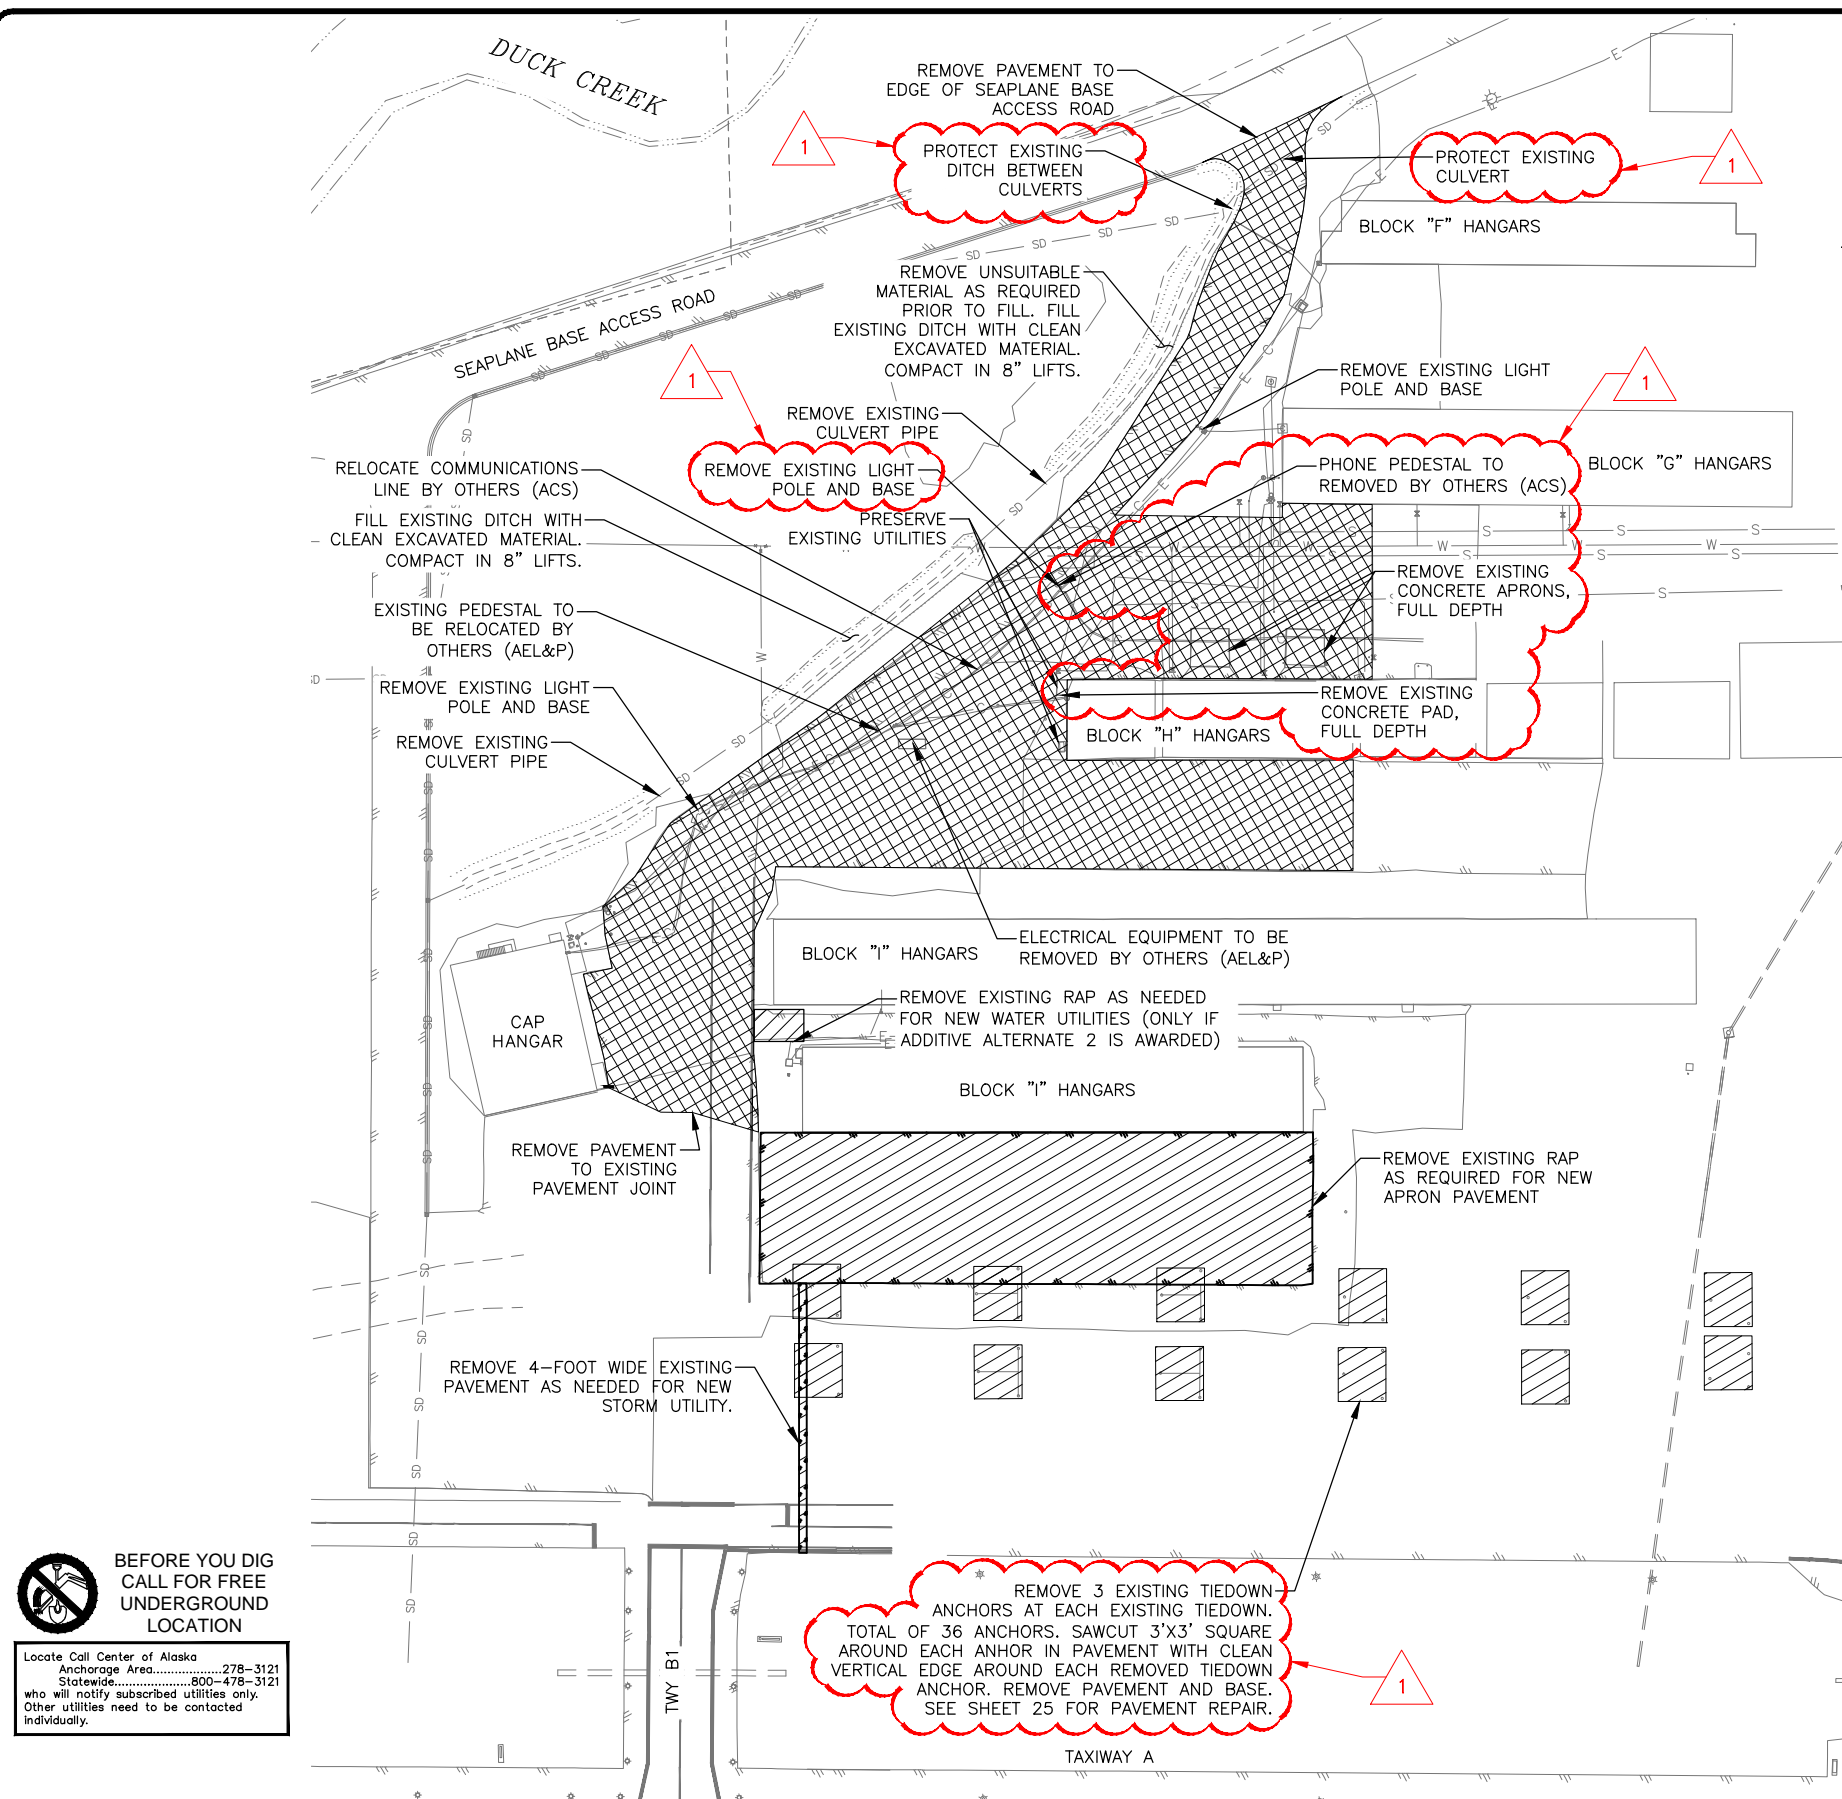 DUCK CREEK
REMOVE PAVEMENT TO
EDGE OF SEAPLANE BASE
ACCESS ROAD
1
PROTECT EXISTING
DITCH BETWEEN
CULVERTS
PROTECT EXISTING
CULVERT
1
BLOCK "F" HANGARS
REMOVE UNSUITABLE
MATERIAL AS REQUIRED
PRIOR TO FILL. FILL
EXISTING DITCH WITH CLEAN
EXCAVATED MATERIAL.
COMPACT IN 8" LIFTS.
SEAPLANE BASE ACCESS ROAD
1
REMOVE EXISTING LIGHT
POLE AND BASE
1
REMOVE EXISTING
CULVERT PIPE
RELOCATE COMMUNICATIONS
LINE BY OTHERS (ACS)
REMOVE EXISTING LIGHT
POLE AND BASE
PHONE PEDESTAL TO
REMOVED BY OTHERS (ACS)
BLOCK "G" HANGARS
FILL EXISTING DITCH WITH
CLEAN EXCAVATED MATERIAL.
COMPACT IN 8" LIFTS.
PRESERVE
EXISTING UTILITIES
REMOVE EXISTING
CONCRETE APRONS,
FULL DEPTH
EXISTING PEDESTAL TO
BE RELOCATED BY
OTHERS (AEL&P)
REMOVE EXISTING LIGHT
POLE AND BASE
REMOVE EXISTING
CONCRETE PAD,
FULL DEPTH
BLOCK "H" HANGARS
REMOVE EXISTING
CULVERT PIPE
BLOCK "I" HANGARS
ELECTRICAL EQUIPMENT TO BE
REMOVED BY OTHERS (AEL&P)
CAP
HANGAR
REMOVE EXISTING RAP AS NEEDED
FOR NEW WATER UTILITIES (ONLY IF
ADDITIVE ALTERNATE 2 IS AWARDED)
BLOCK "I" HANGARS
REMOVE PAVEMENT
TO EXISTING
PAVEMENT JOINT
REMOVE EXISTING RAP
AS REQUIRED FOR NEW
APRON PAVEMENT
REMOVE 4-FOOT WIDE EXISTING
PAVEMENT AS NEEDED FOR NEW
STORM UTILITY.
BEFORE YOU DIG
CALL FOR FREE
UNDERGROUND
LOCATION
Locate Call Center of Alaska
Anchorage Area...................278-3121
Statewide....................800-478-3121
who will notify subscribed utilities only.
Other utilities need to be contacted
individually.
TWY B1
REMOVE 3 EXISTING TIEDOWN
ANCHORS AT EACH EXISTING TIEDOWN.
TOTAL OF 36 ANCHORS. SAWCUT 3'X3' SQUARE
AROUND EACH ANHOR IN PAVEMENT WITH CLEAN
VERTICAL EDGE AROUND EACH REMOVED TIEDOWN
ANCHOR. REMOVE PAVEMENT AND BASE.
SEE SHEET 25 FOR PAVEMENT REPAIR.
1
TAXIWAY A